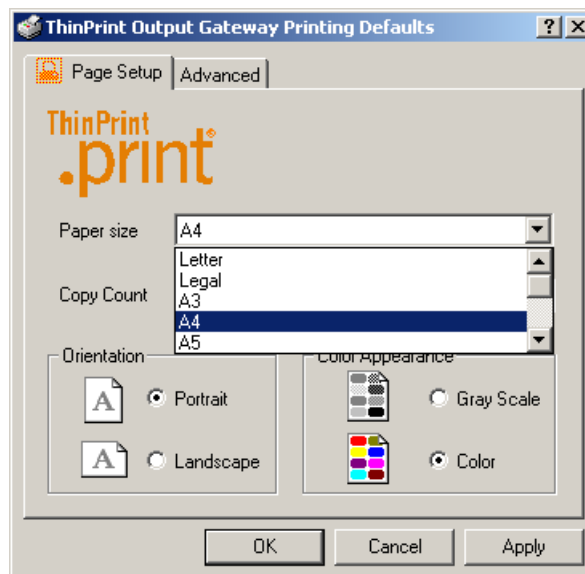 ThinPrint Output Gateway Printing Defaults
Page Setup
Advanced
ThinPrint
.print®
Paper size
A4
Letter
Legal
A3
A4
A5
Copy Count
Orientation
A
Portrait
A
Landscape
Color Appearance
Gray Scale
Color
OK
Cancel
Apply